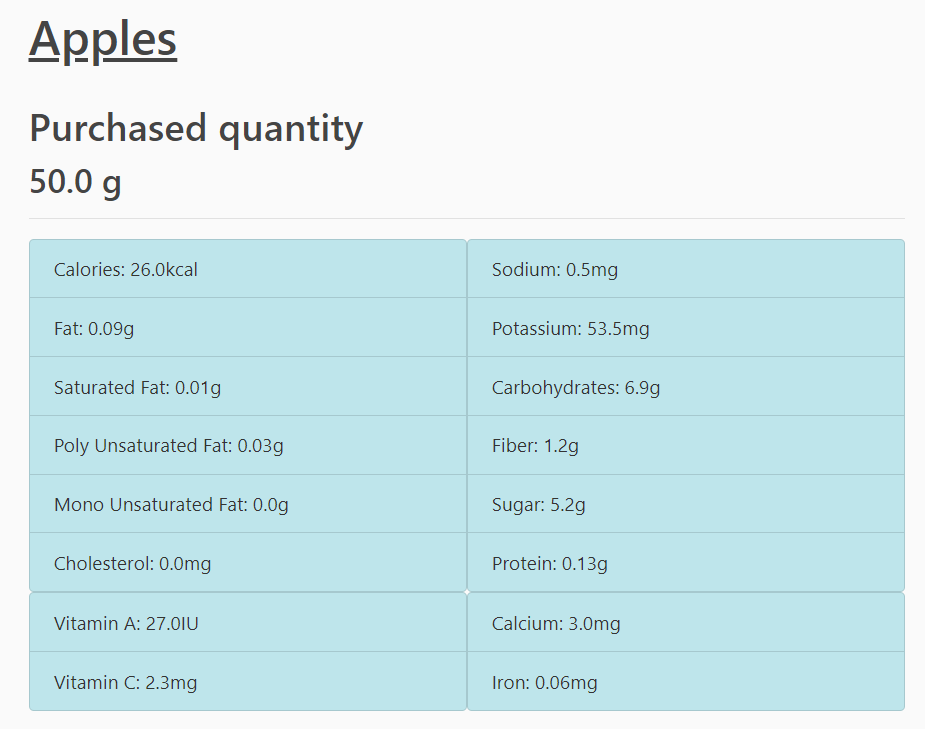 Apples
Purchased quantity
50.0 g
Calories: 26.0kcal
Sodium: 0.5mg
Fat: 0.09g
Potassium: 53.5mg
Saturated Fat: 0.01g
Carbohydrates: 6.9g
Poly Unsaturated Fat: 0.03g
Fiber: 1.2g
Mono Unsaturated Fat: 0.0g
Sugar: 5.2g
Cholesterol: 0.0mg
Protein: 0.13g
Vitamin A: 27.0IU
Calcium: 3.0mg
Vitamin C: 2.3mg
Iron: 0.06mg